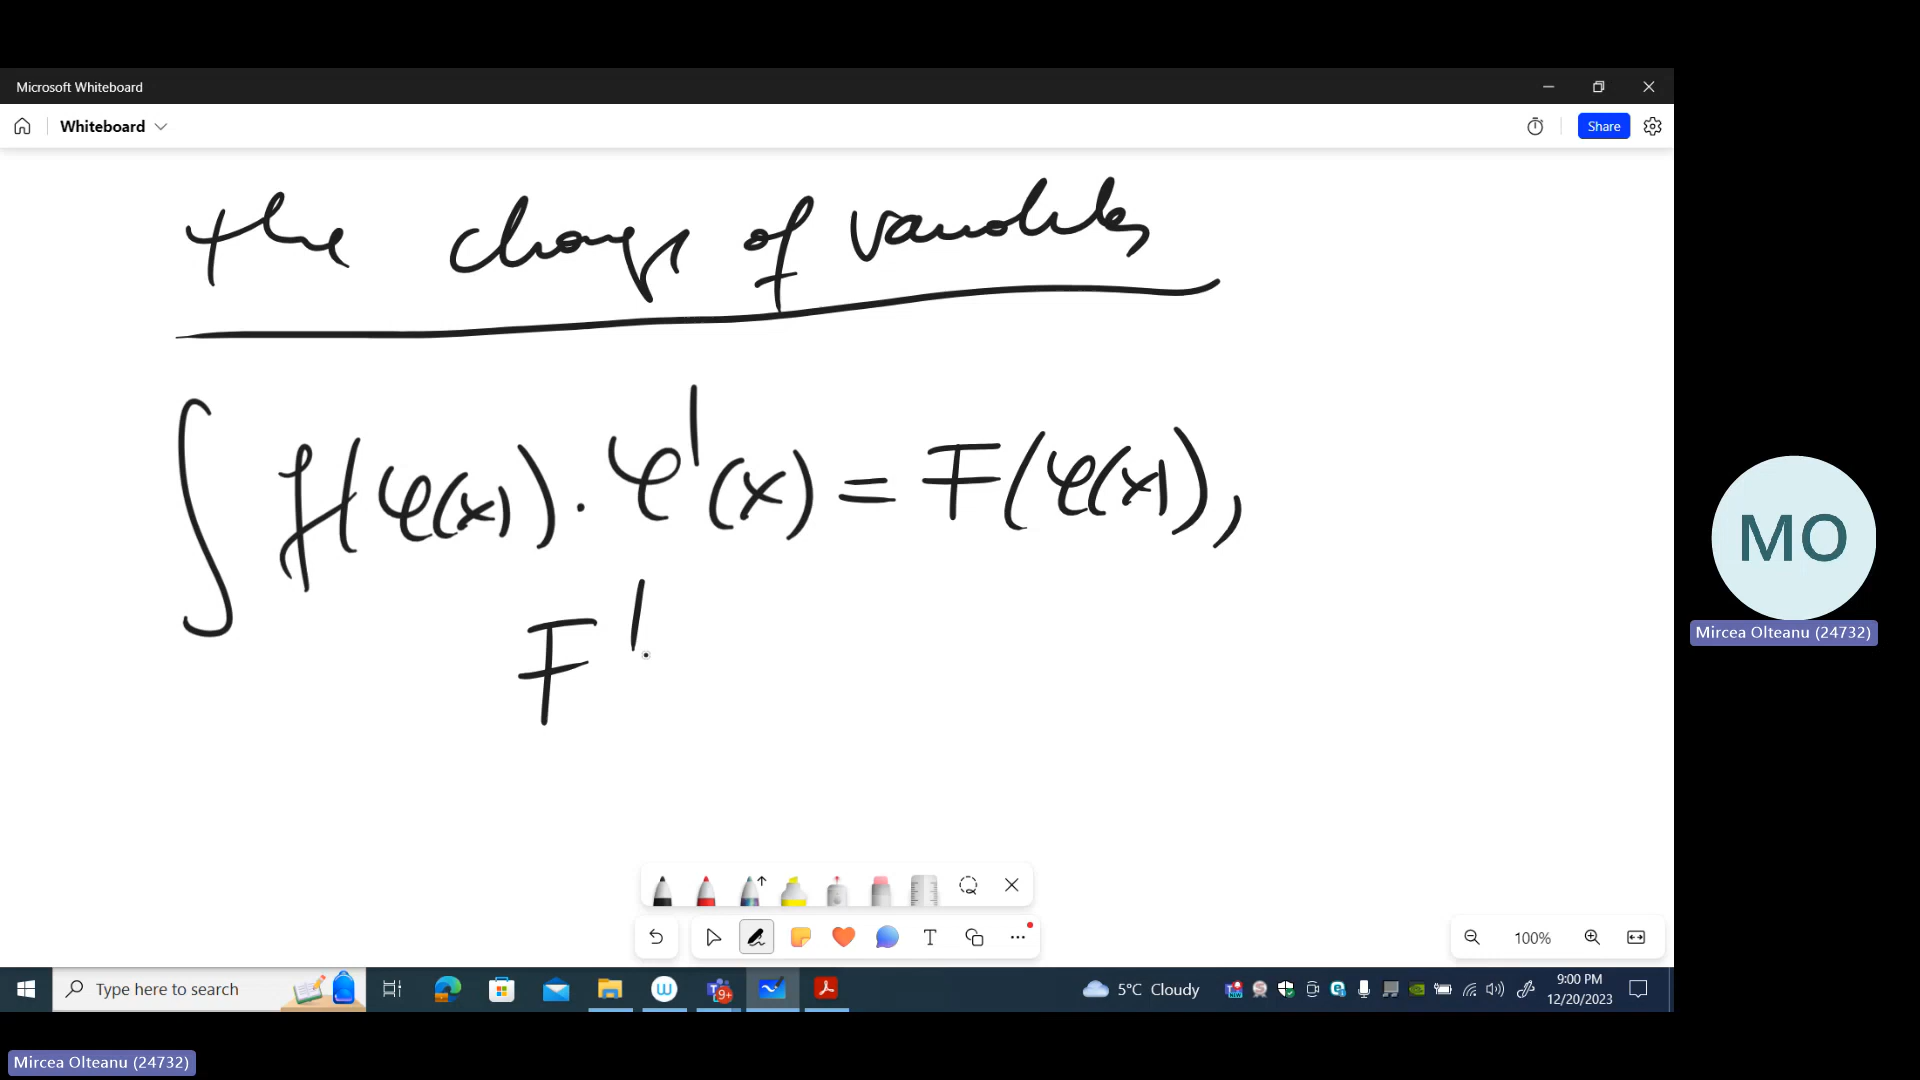 Microsoft Whiteboard
Whiteboard
Share
the change of variables
∫ f(φ(x)) · φ'(x) = F(φ(x)),
F'
MO
Mircea Olteanu (24732)
T
100%
Type here to search
9+
5°C Cloudy
9:00 PM
12/20/2023
Mircea Olteanu (24732)